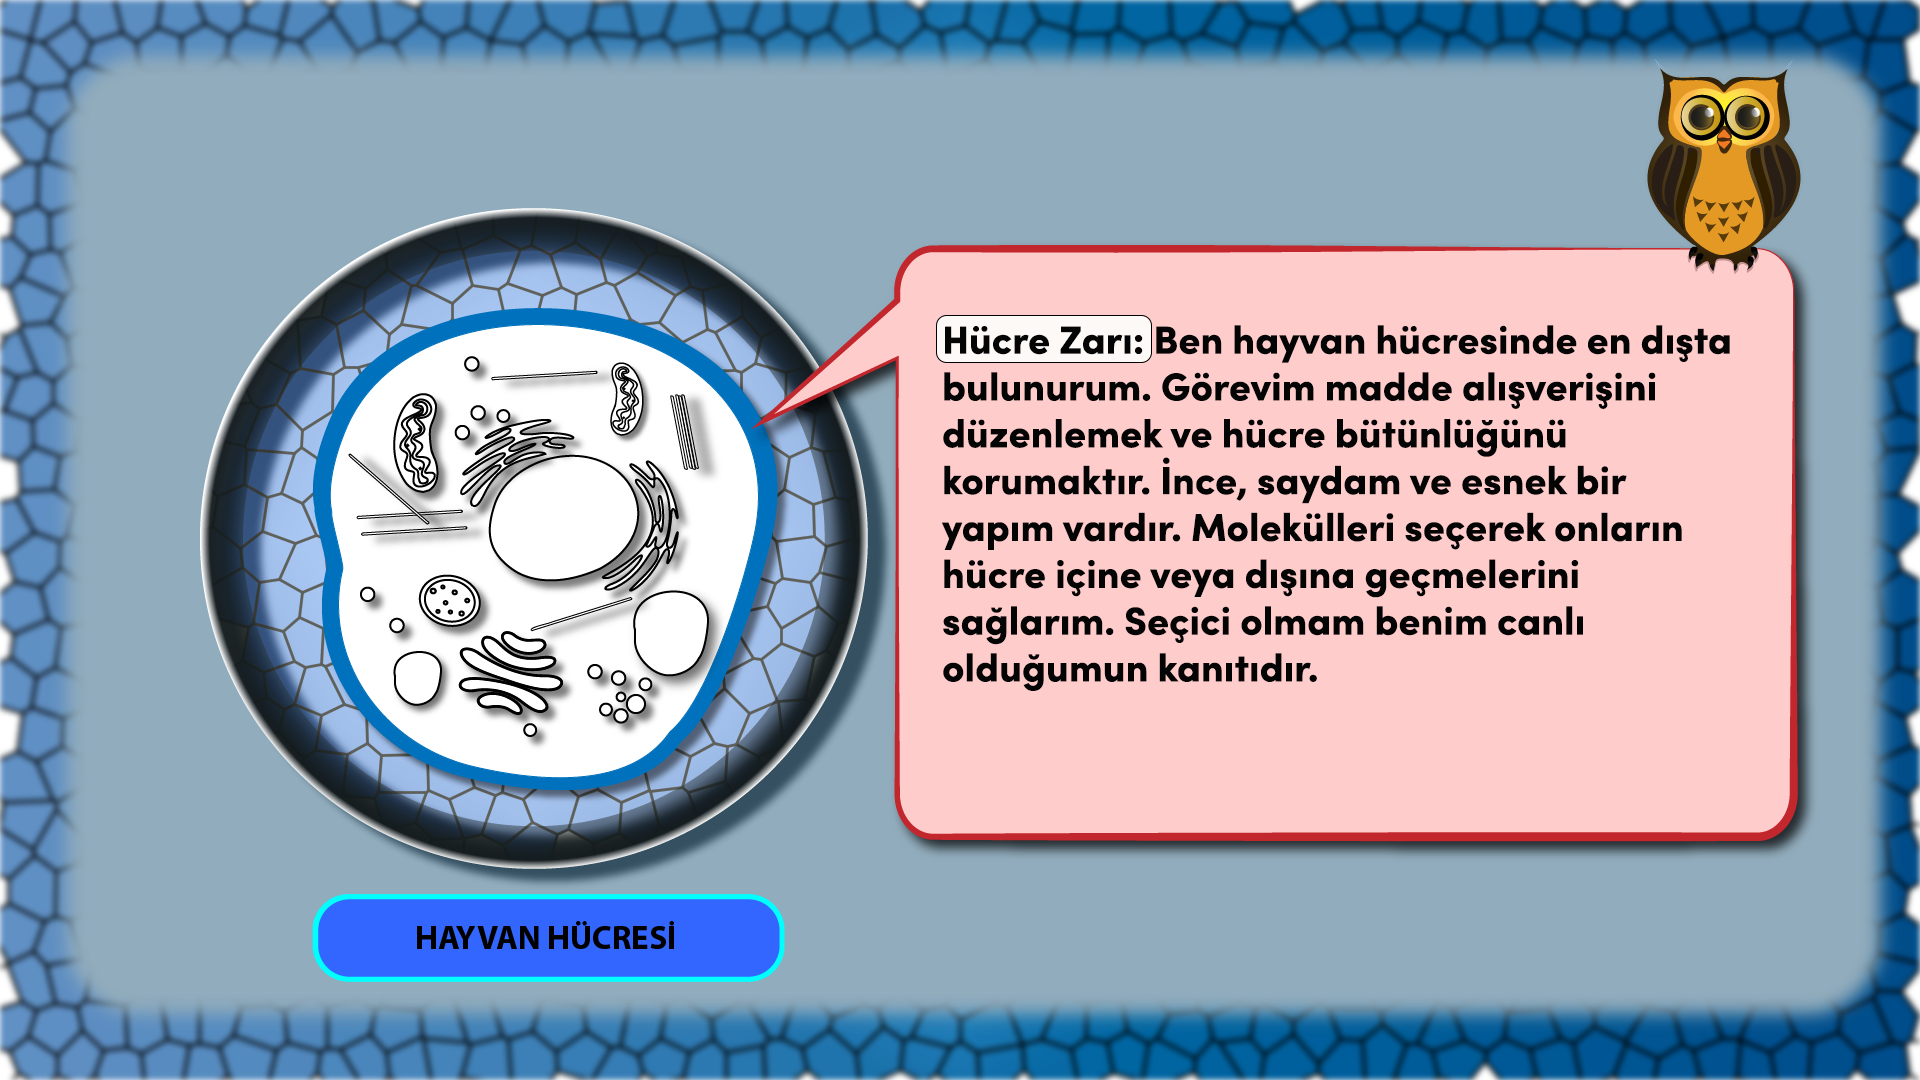 Hücre Zarı: Ben hayvan hücresinde en dışta
bulunurum. Görevim madde alışverişini
düzenlemek ve hücre bütünlüğünü
korumaktır. İnce, saydam ve esnek bir
yapım vardır. Molekülleri seçerek onların
hücre içine veya dışına geçmelerini
sağlarım. Seçici olmam benim canlı
olduğumun kanıtıdır.
HAYVAN HÜCRESİ